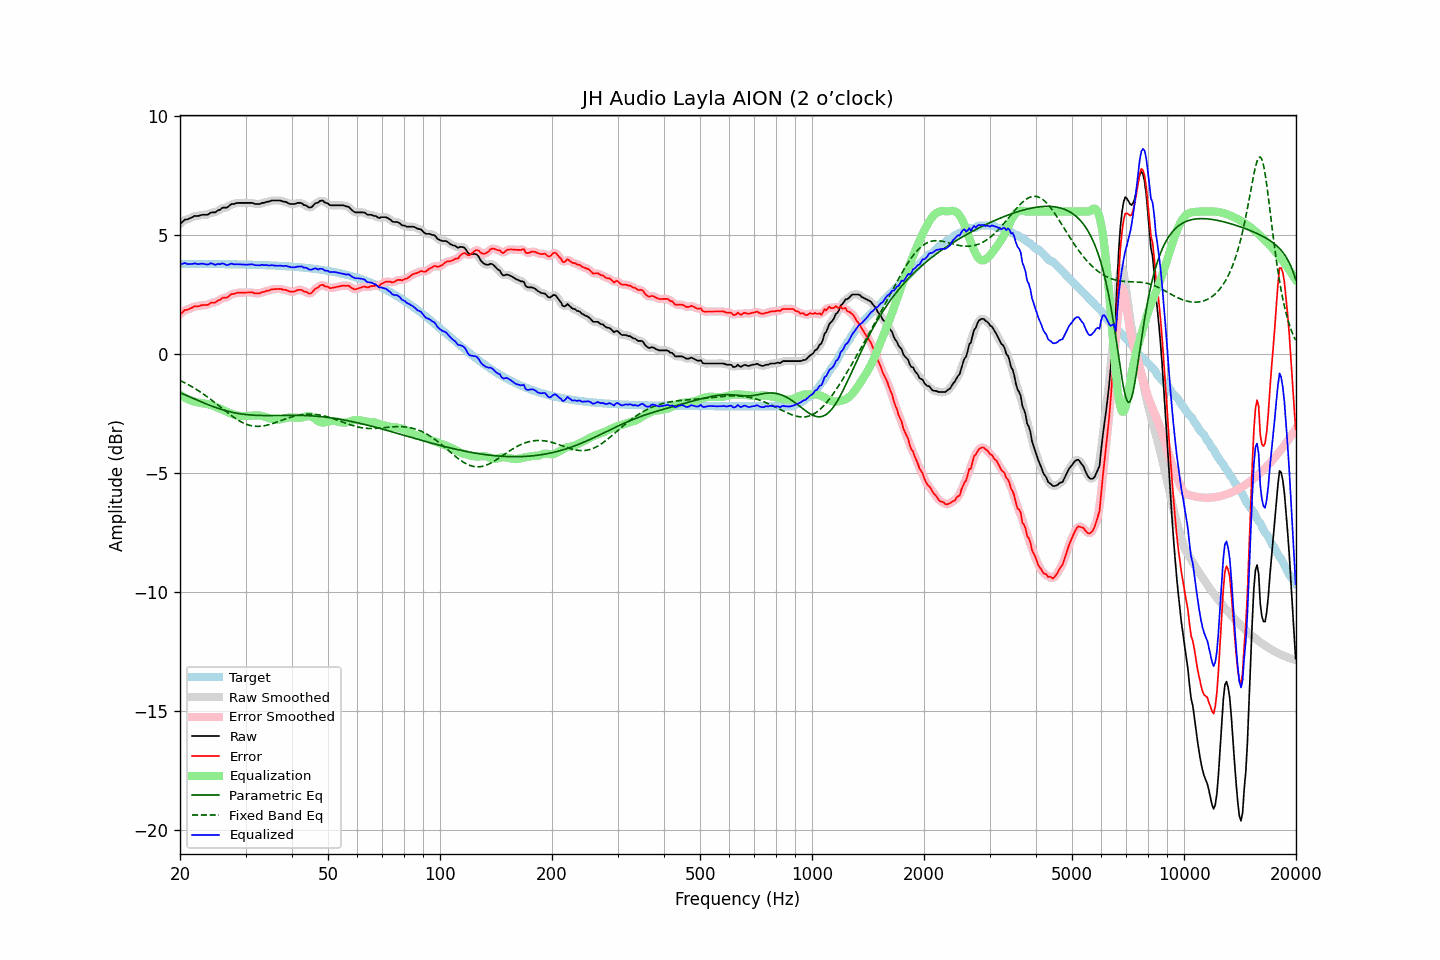 JH Audio Layla AION (2 o’clock)
10
5
0
−5
−10
−15
−20
Amplitude (dBr)
Target
Raw Smoothed
Error Smoothed
Raw
Error
Equalization
Parametric Eq
Fixed Band Eq
Equalized
20 50 100 200 500 1000 2000 5000 10000 20000
Frequency (Hz)